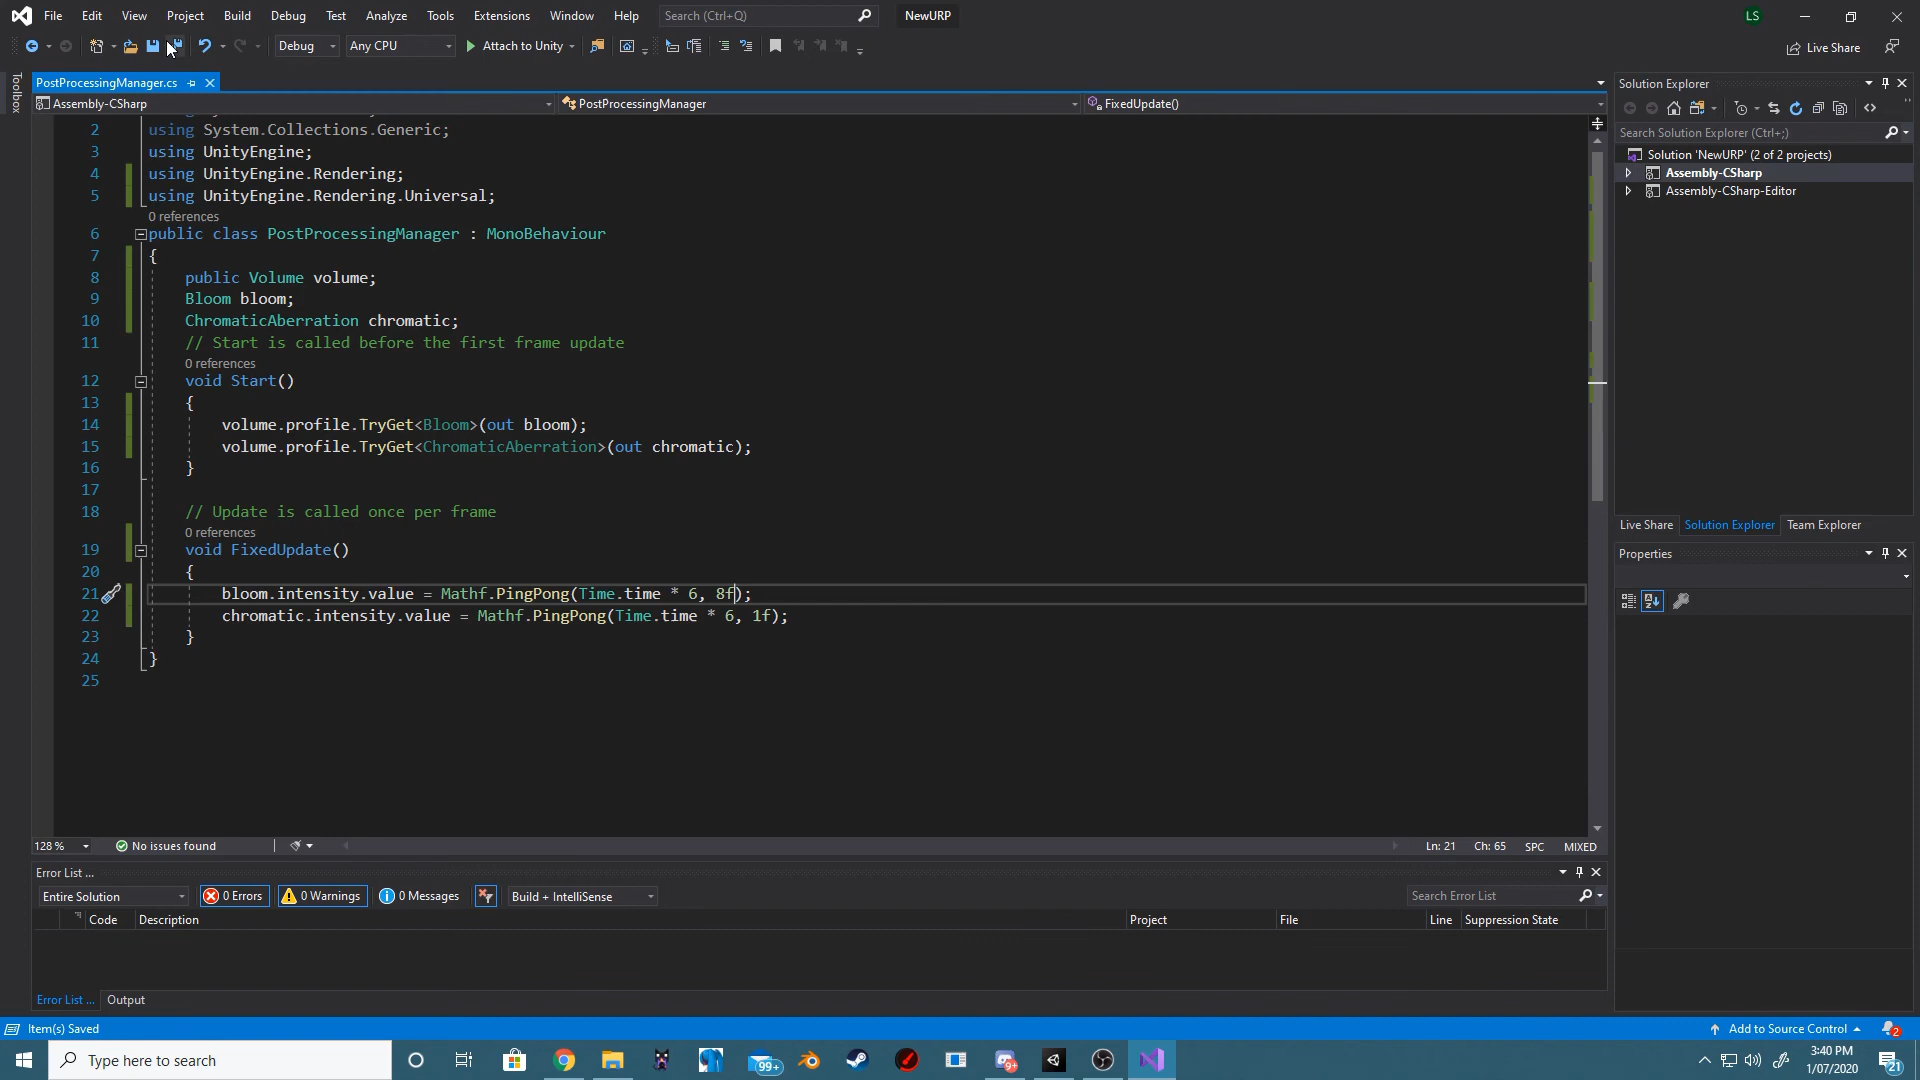 File Edit View Project Build Debug Test Analyze Tools Extensions Window Help Search (Ctrl+Q) NewURP LS
Debug Any CPU Attach to Unity Live Share
Toolbox
PostProcessingManager.cs
Assembly-CSharp PostProcessingManager FixedUpdate()
2 using System.Collections.Generic;
3 using UnityEngine;
4 using UnityEngine.Rendering;
5 using UnityEngine.Rendering.Universal;
0 references
6 public class PostProcessingManager : MonoBehaviour
7 {
8 public Volume volume;
9 Bloom bloom;
10 ChromaticAberration chromatic;
11 // Start is called before the first frame update
0 references
12 void Start()
13 {
14 volume.profile.TryGet<Bloom>(out bloom);
15 volume.profile.TryGet<ChromaticAberration>(out chromatic);
16 }
17
18 // Update is called once per frame
0 references
19 void FixedUpdate()
20 {
21 bloom.intensity.value = Mathf.PingPong(Time.time * 6, 8f);
22 chromatic.intensity.value = Mathf.PingPong(Time.time * 6, 1f);
23 }
24 }
25
128 % No issues found Ln: 21 Ch: 65 SPC MIXED
Error List ...
Entire Solution 0 Errors 0 Warnings 0 Messages Build + IntelliSense Search Error List
Code Description Project File Line Suppression State
Error List ... Output
Solution Explorer
Search Solution Explorer (Ctrl+;)
Solution 'NewURP' (2 of 2 projects)
Assembly-CSharp
Assembly-CSharp-Editor
Live Share Solution Explorer Team Explorer
Properties
Item(s) Saved Add to Source Control 2
Type here to search 99+ 9+ 3:40 PM
1/07/2020 21